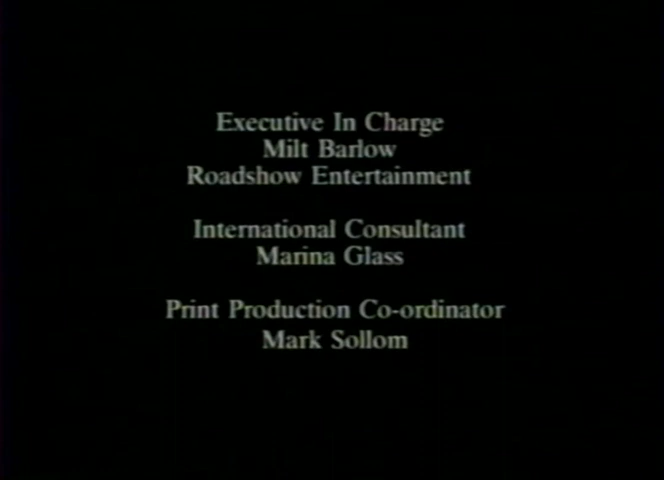 Executive In Charge
Milt Barlow
Roadshow Entertainment
International Consultant
Marina Glass
Print Production Co-ordinator
Mark Sollom